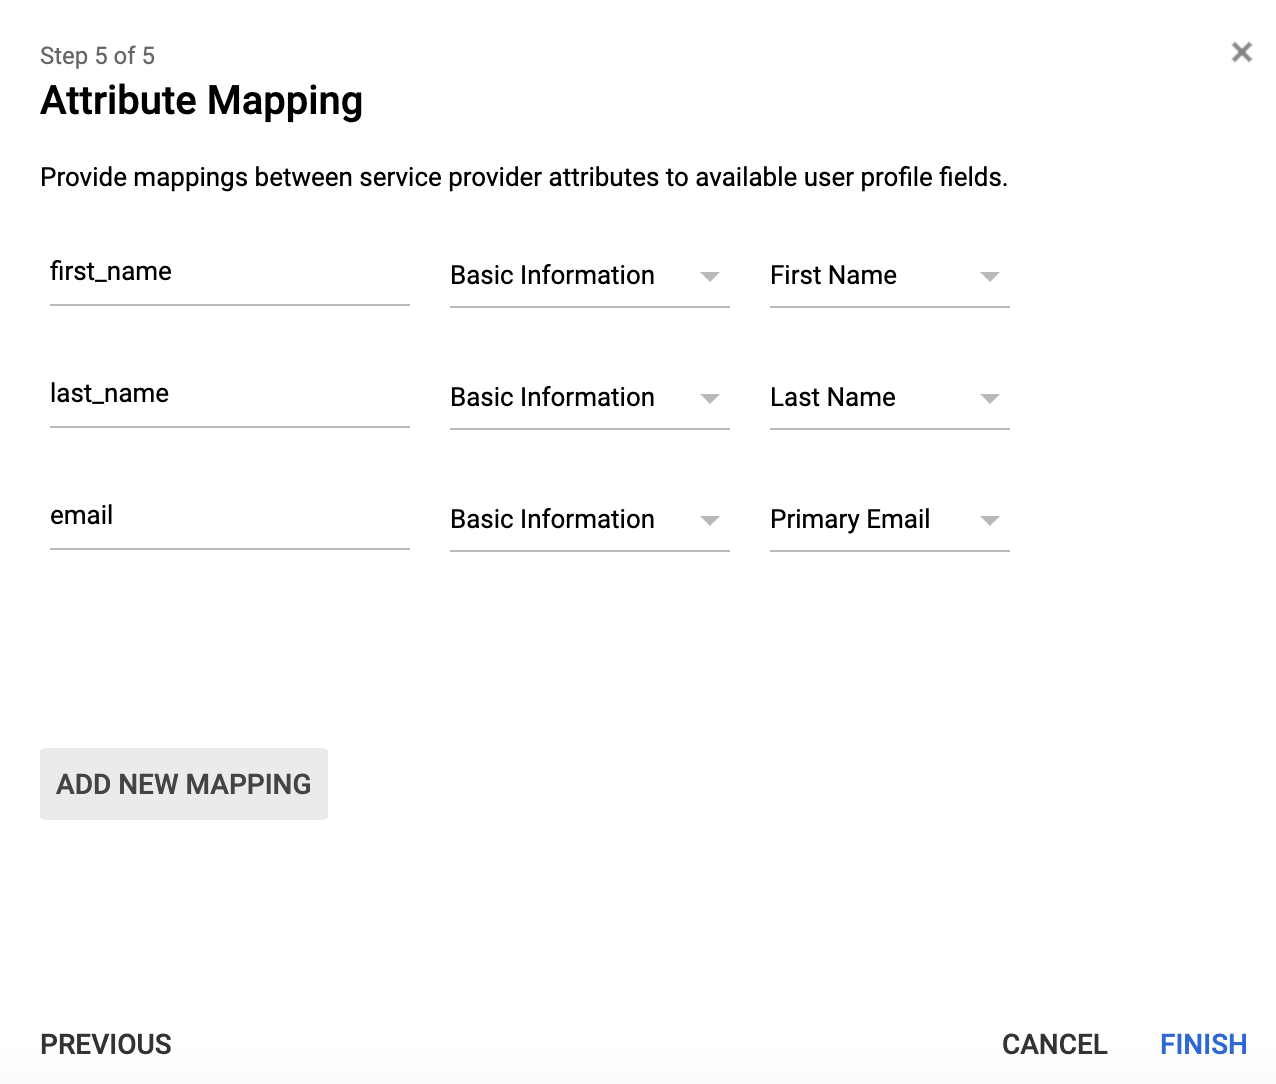 Step 5 of 5
Attribute Mapping
Provide mappings between service provider attributes to available user profile fields.
first_name Basic Information First Name
last_name Basic Information Last Name
email Basic Information Primary Email
ADD NEW MAPPING
PREVIOUS CANCEL FINISH